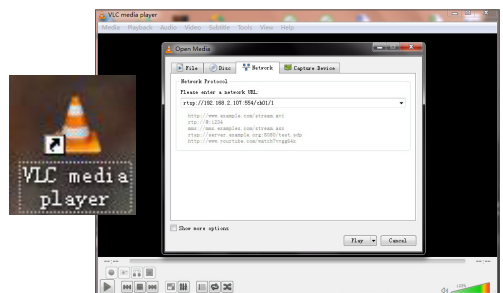 VLC media player
Media Playback Audio Video Subtitle Tools View Help
Open Media
File Disc Network Capture Device
Network Protocol
Please enter a network URL:
rtsp://192.168.2.107:554/ch01/1
http://www.example.com/stream.avi
rtp://@:1234
mms://mms.examples.com/stream.asx
rtsp://server.example.org:8080/test.sdp
http://www.yourtube.com/watch?v=gg64x
Show more options
Play Cancel
VLC media
player